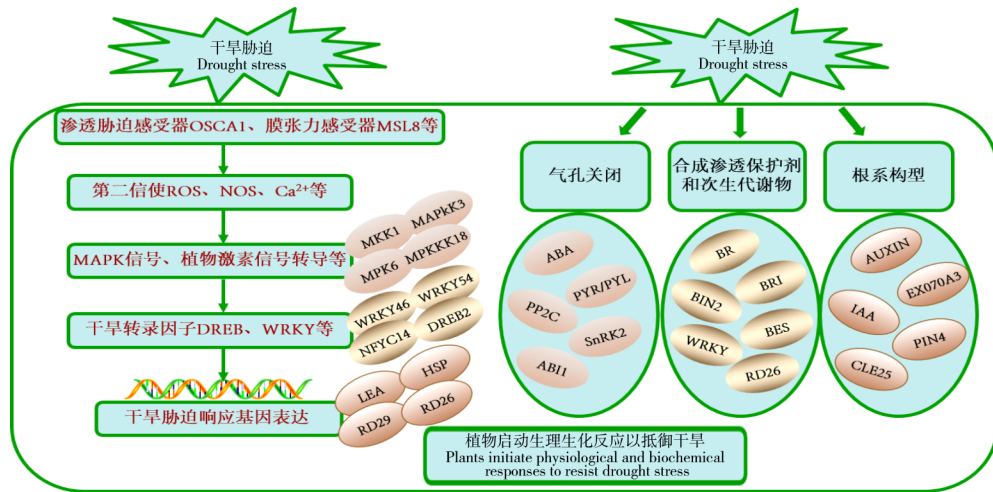 干旱胁迫
Drought stress
渗透胁迫感受器OSCA1、膜张力感受器MSL8等
第二信使ROS、NOS、Ca²⁺等
MAPK信号、植物激素信号转导等
干旱转录因子DREB、WRKY等
干旱胁迫响应基因表达
MKK1
MAPkK3
MPK6
MPKKK18
WRKY46
WRKY54
NFYC14
DREB2
LEA
HSP
RD29
RD26
干旱胁迫
Drought stress
气孔关闭
合成渗透保护剂
和次生代谢物
根系构型
ABA
PYR/PYL
PP2C
SnRK2
ABI1
BR
BRI
BIN2
BES
WRKY
RD26
AUXIN
EX070A3
IAA
PIN4
CLE25
植物启动生理生化反应以抵御干旱
Plants initiate physiological and biochemical
responses to resist drought stress